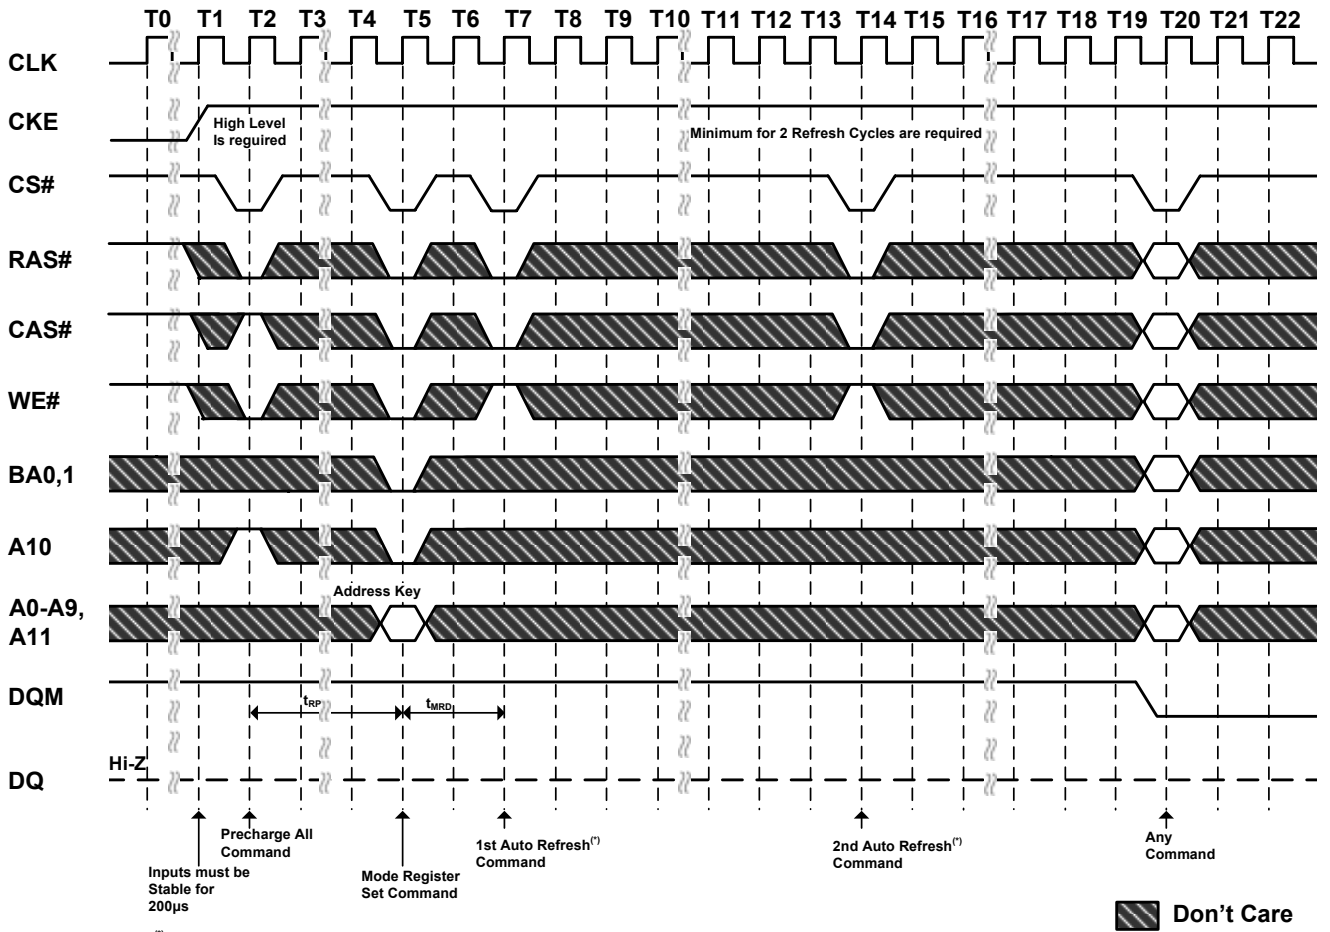 T0 T1 T2 T3 T4 T5 T6 T7 T8 T9 T10 T11 T12 T13 T14 T15 T16 T17 T18 T19 T20 T21 T22
CLK
CKE
High Level
Is reguired
Minimum for 2 Refresh Cycles are required
CS#
RAS#
CAS#
WE#
BA0,1
A10
Address Key
A0-A9,
A11
DQM
tRP
tMRD
Hi-Z
DQ
Precharge All
Command
Inputs must be
Stable for
200µs
Mode Register
Set Command
1st Auto Refresh(*)
Command
2nd Auto Refresh(*)
Command
Any
Command
Don't Care